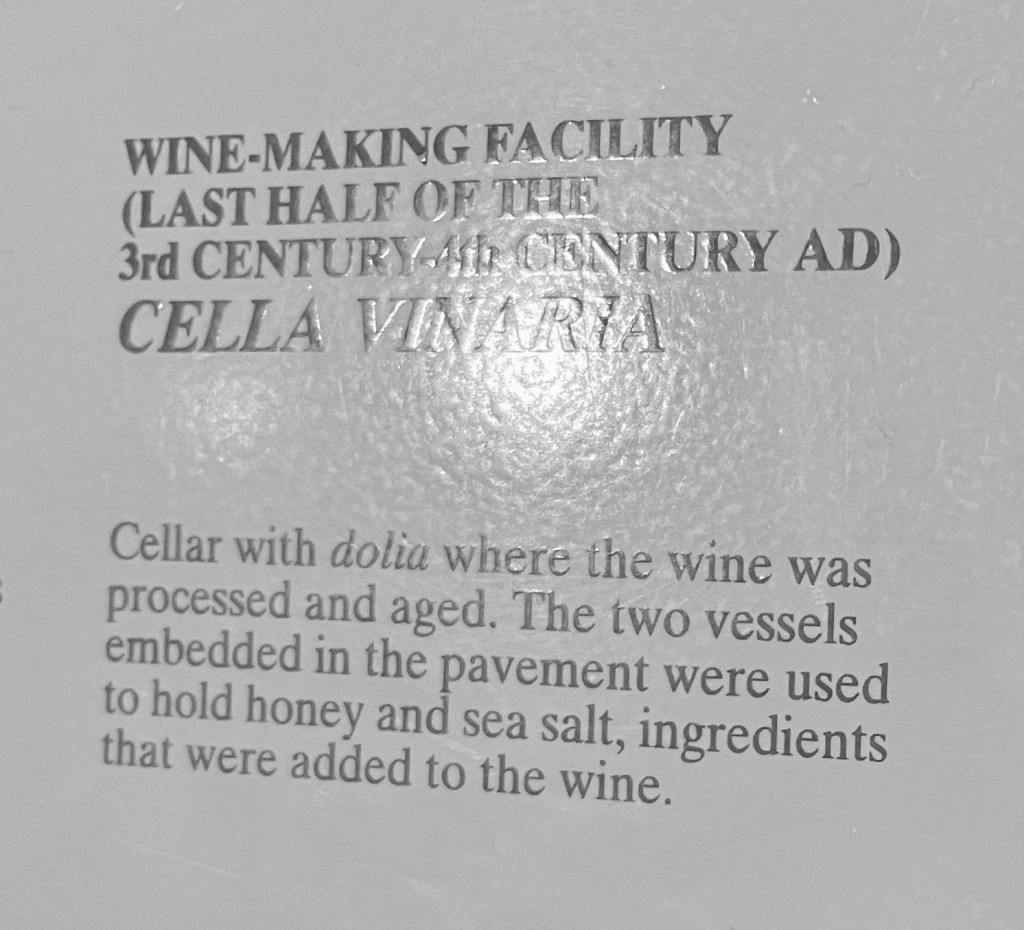 WINE-MAKING FACILITY
(LAST HALF OF THE
3rd CENTURY-4th CENTURY AD)
CELLA VINARIA
Cellar with dolia where the wine was
processed and aged. The two vessels
embedded in the pavement were used
to hold honey and sea salt, ingredients
that were added to the wine.